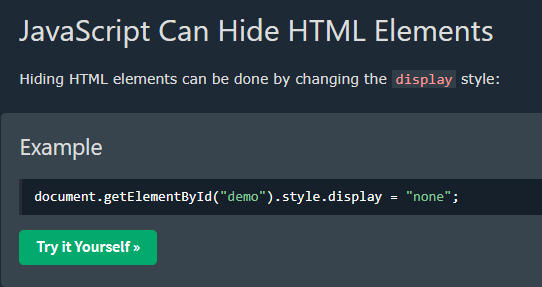 JavaScript Can Hide HTML Elements
Hiding HTML elements can be done by changing the display style:
Example
document.getElementById("demo").style.display = "none";
Try it Yourself »